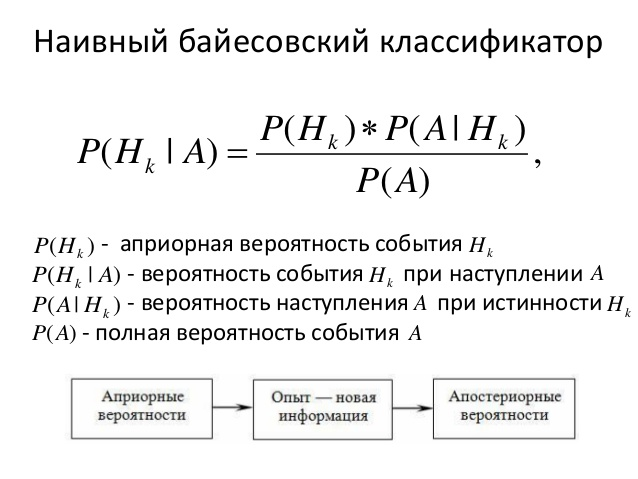 Наивный байесовский классификатор
P(H_k | A) = P(H_k) * P(A | H_k) / P(A) ,
P(H_k) - априорная вероятность события H_k
P(H_k | A) - вероятность события H_k при наступлении A
P(A | H_k) - вероятность наступления A при истинности H_k
P(A) - полная вероятность события A
Априорные
вероятности
Опыт — новая
информация
Апостериорные
вероятности